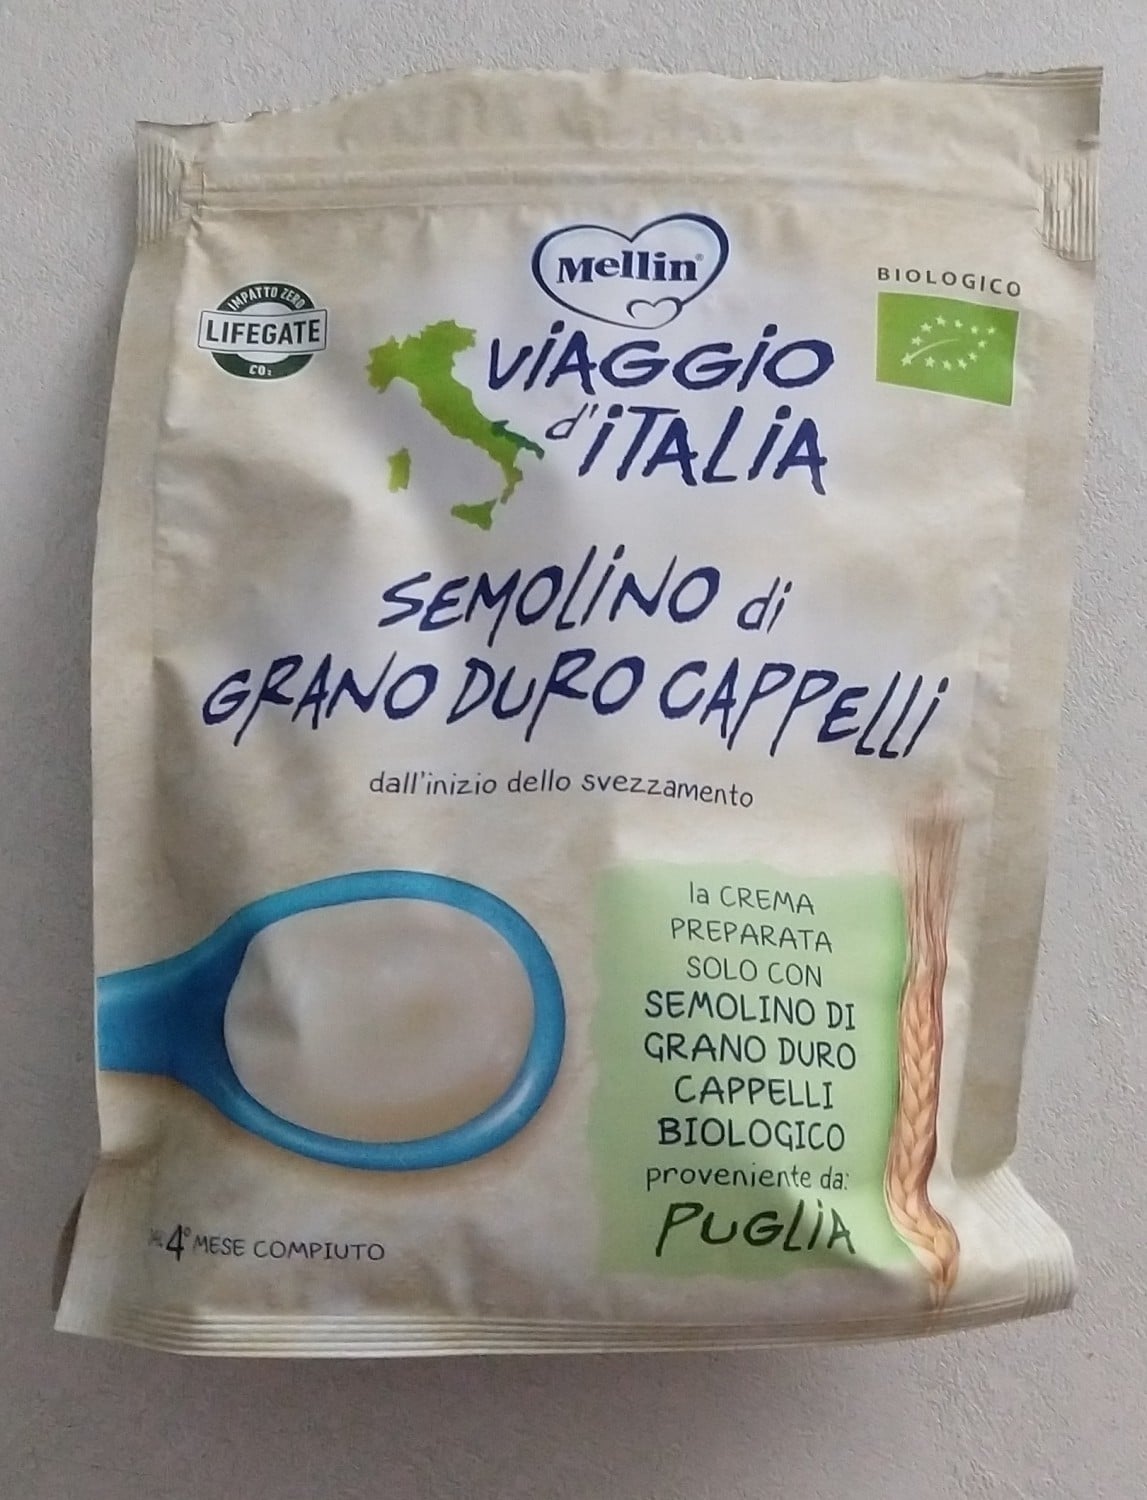 Mellin®
IMPATTO ZERO
LIFEGATE
CO₂
BIOLOGICO
ViAGGiO
d'iTALiA
SEMOLiNO di
GRANO DURO CAPPELLi
dall'inizio dello svezzamento
la CREMA
PREPARATA
SOLO CON
SEMOLINO DI
GRANO DURO
CAPPELLI
BIOLOGICO
proveniente da:
PUGLiA
4° MESE COMPIUTO